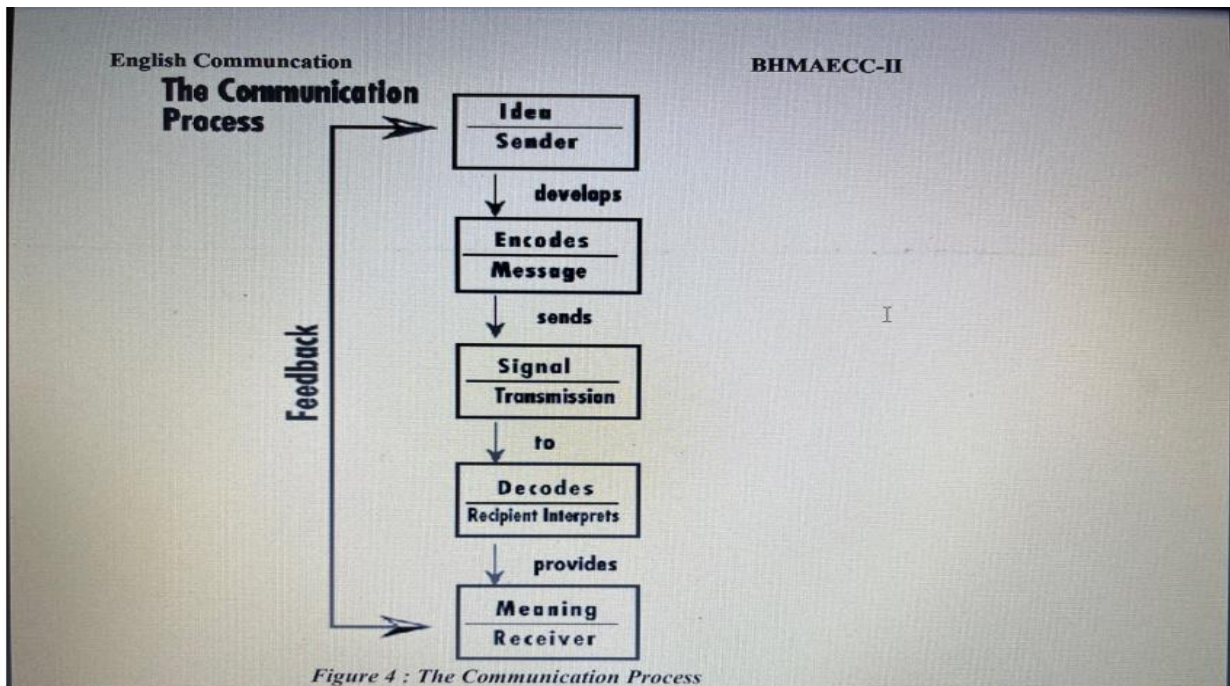 English Communcation
BHMAECC-II
The Communication
Process
Idea
Sender
develops
Encodes
Message
sends
Signal
Transmission
to
Decodes
Recipient Interprets
provides
Meaning
Receiver
Feedback
Figure 4 : The Communication Process